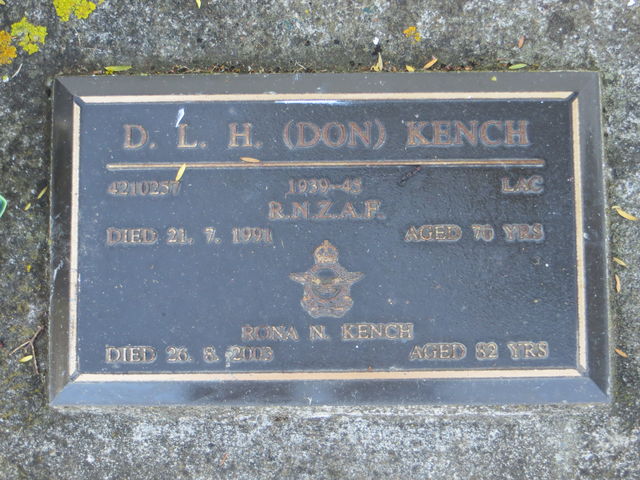 D. L. H. (DON) KENCH
4210257 1939-45 LAC
R.N.Z.A.F.
DIED 21. 7. 1991 AGED 70 YRS
RONA N. KENCH
DIED 26. 8. 2003 AGED 82 YRS